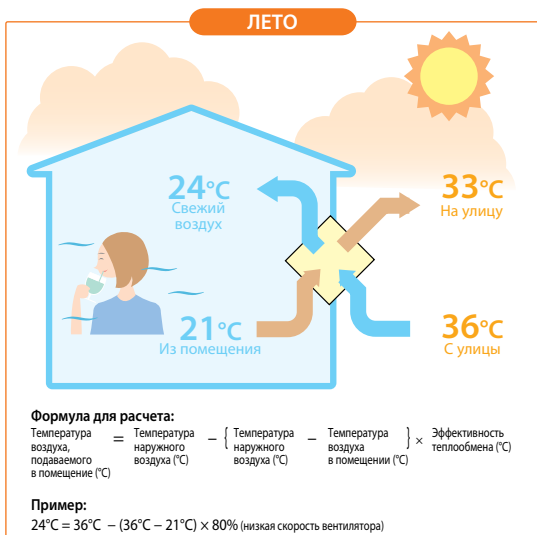 ЛЕТО
24°C
Свежий
воздух
33°C
На улицу
21°C
Из помещения
36°C
С улицы
Формула для расчета:
Температура воздуха, подаваемого в помещение (°C) = Температура наружного воздуха (°C) – { Температура наружного воздуха (°C) – Температура воздуха в помещении (°C) } × Эффективность теплообмена (°C)
Пример:
24°C = 36°C – (36°C – 21°C) × 80% (низкая скорость вентилятора)